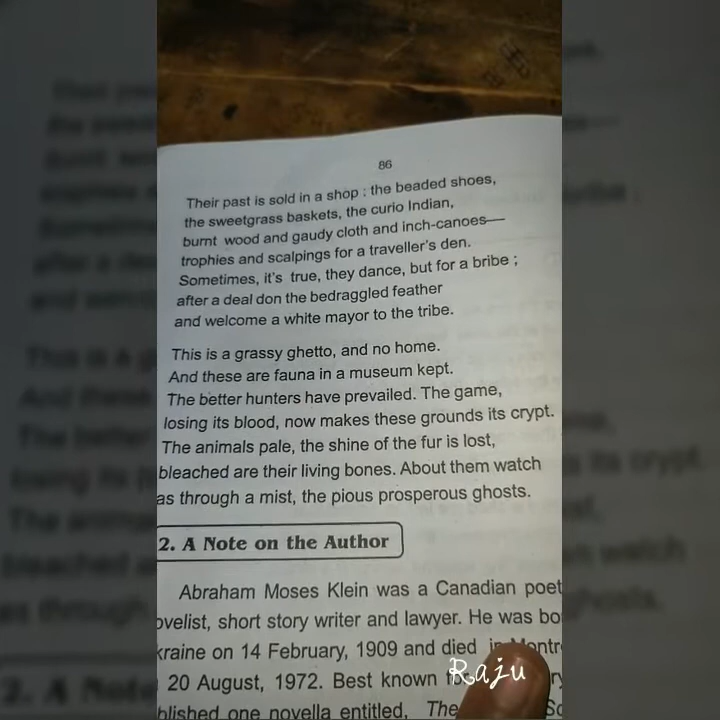 86
Their past is sold in a shop : the beaded shoes,
the sweetgrass baskets, the curio Indian,
burnt wood and gaudy cloth and inch-canoes—
trophies and scalpings for a traveller's den.
Sometimes, it's true, they dance, but for a bribe ;
after a deal don the bedraggled feather
and welcome a white mayor to the tribe.
This is a grassy ghetto, and no home.
And these are fauna in a museum kept.
The better hunters have prevailed. The game,
losing its blood, now makes these grounds its crypt.
The animals pale, the shine of the fur is lost,
bleached are their living bones. About them watch
as through a mist, the pious prosperous ghosts.
2. A Note on the Author
Abraham Moses Klein was a Canadian poet
ovelist, short story writer and lawyer. He was bo
kraine on 14 February, 1909 and died in Montr
20 August, 1972. Best known
blished one novella entitled, The
Raju